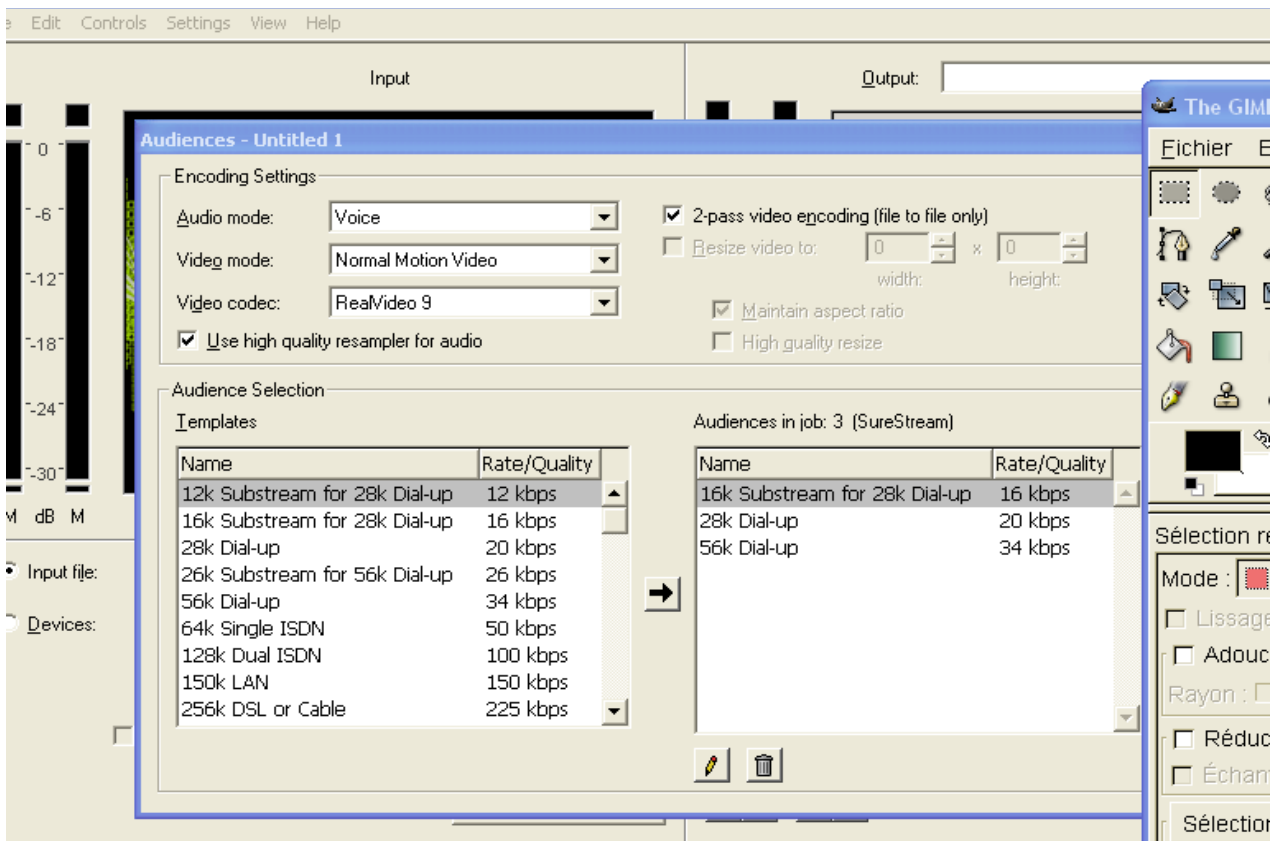 Edit Controls Settings View Help
Input
Output:
0
-6
-12
-18
-24
-30
M dB M
Input file:
Devices:
Audiences - Untitled 1
Encoding Settings
Audio mode: Voice
Video mode: Normal Motion Video
Video codec: RealVideo 9
Use high quality resampler for audio
2-pass video encoding (file to file only)
Resize video to: 0 x 0
width: height:
Maintain aspect ratio
High quality resize
Audience Selection
Templates
Name Rate/Quality
12k Substream for 28k Dial-up 12 kbps
16k Substream for 28k Dial-up 16 kbps
28k Dial-up 20 kbps
26k Substream for 56k Dial-up 26 kbps
56k Dial-up 34 kbps
64k Single ISDN 50 kbps
128k Dual ISDN 100 kbps
150k LAN 150 kbps
256k DSL or Cable 225 kbps
Audiences in job: 3 (SureStream)
Name Rate/Quality
16k Substream for 28k Dial-up 16 kbps
28k Dial-up 20 kbps
56k Dial-up 34 kbps
The GIM
Fichier E
Sélection re
Mode :
Lissage
Adouc
Rayon :
Réduc
Échan
Sélection